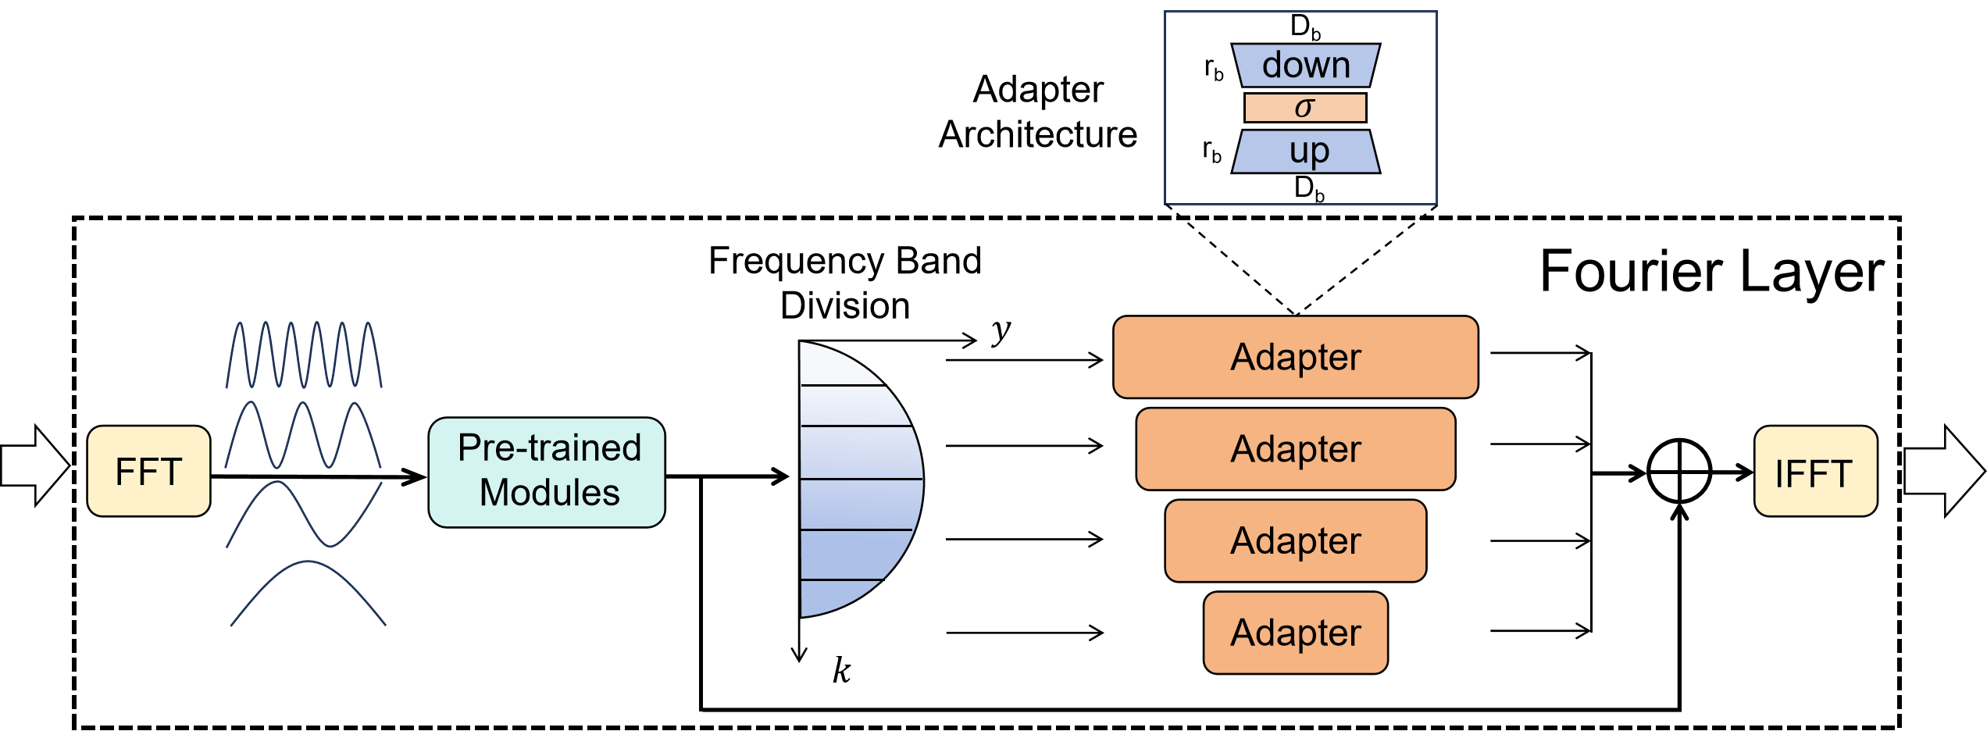 D_b
r_b
down
σ
r_b
up
D_b
Adapter
Architecture
Fourier Layer
Frequency Band
Division
y
k
FFT
Pre-trained
Modules
Adapter
Adapter
Adapter
Adapter
IFFT